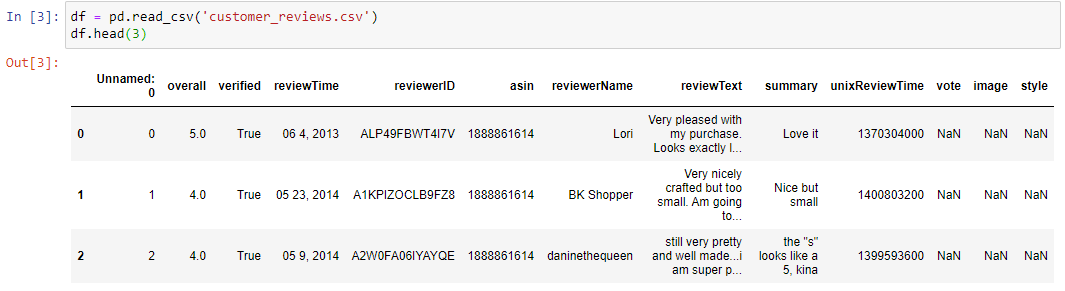 In [3]: df = pd.read_csv('customer_reviews.csv')
df.head(3)
Out[3]:
Unnamed: 0 overall verified reviewTime reviewerID asin reviewerName reviewText summary unixReviewTime vote image style
0 0 5.0 True 06 4, 2013 ALP49FBWT4I7V 1888861614 Lori Very pleased with my purchase. Looks exactly l... Love it 1370304000 NaN NaN NaN
1 1 4.0 True 05 23, 2014 A1KPIZOCLB9FZ8 1888861614 BK Shopper Very nicely crafted but too small. Am going to... Nice but small 1400803200 NaN NaN NaN
2 2 4.0 True 05 9, 2014 A2W0FA06IYAYQE 1888861614 daninethequeen still very pretty and well made...i am super p... the "s" looks like a 5, kina 1399593600 NaN NaN NaN